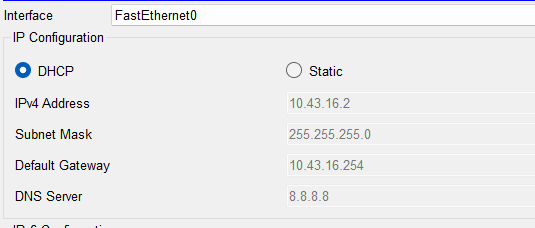 Interface FastEthernet0
IP Configuration
DHCP Static
IPv4 Address 10.43.16.2
Subnet Mask 255.255.255.0
Default Gateway 10.43.16.254
DNS Server 8.8.8.8